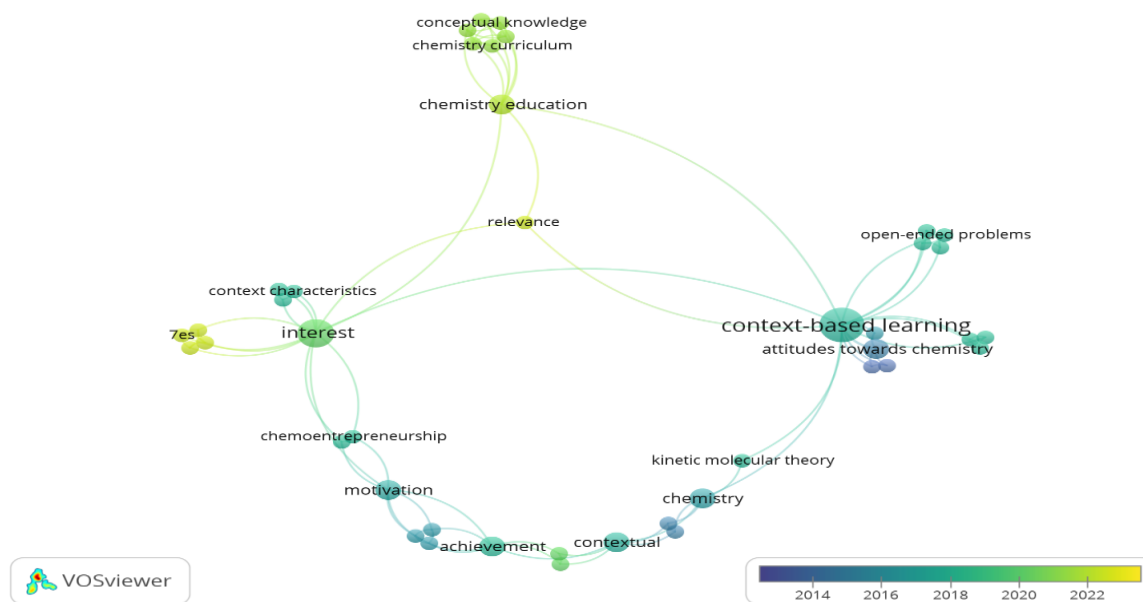 conceptual knowledge
chemistry curriculum
chemistry education
relevance
open-ended problems
context characteristics
context-based learning
7es
interest
attitudes towards chemistry
chemoentrepreneurship
kinetic molecular theory
motivation
chemistry
achievement
contextual
VOSviewer
2014 2016 2018 2020 2022